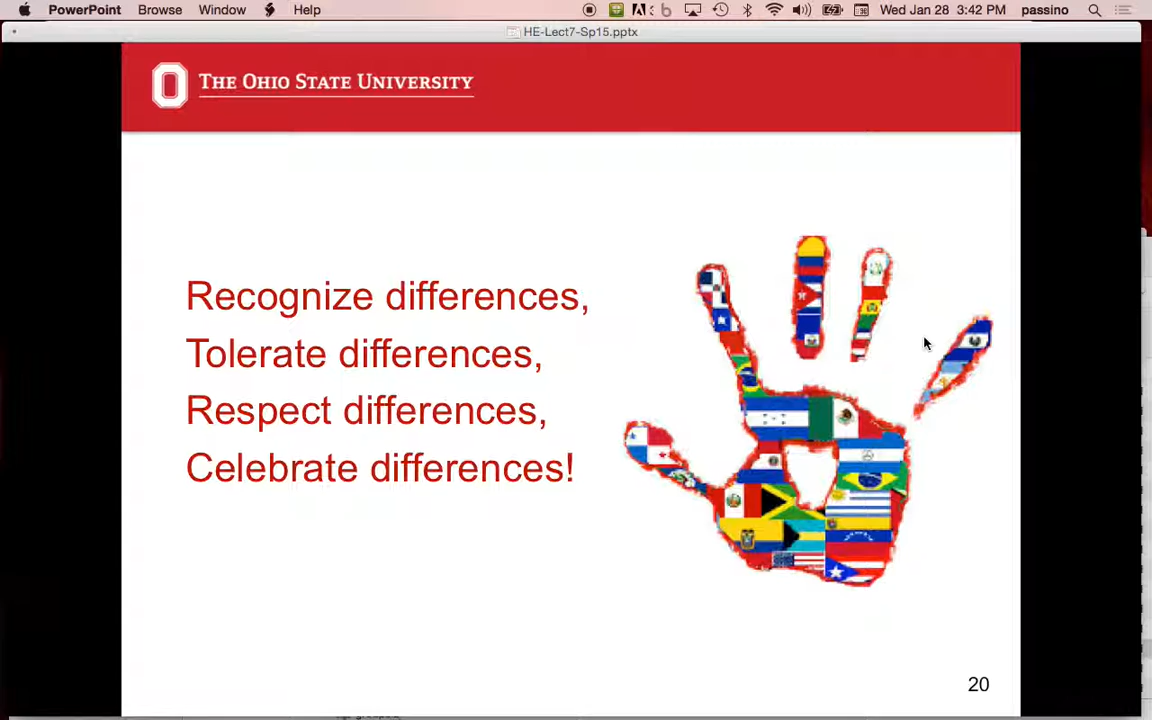 PowerPoint Browse Window Help Wed Jan 28 3:42 PM passino
HE-Lect7-Sp15.pptx
THE OHIO STATE UNIVERSITY
Recognize differences,
Tolerate differences,
Respect differences,
Celebrate differences!
20